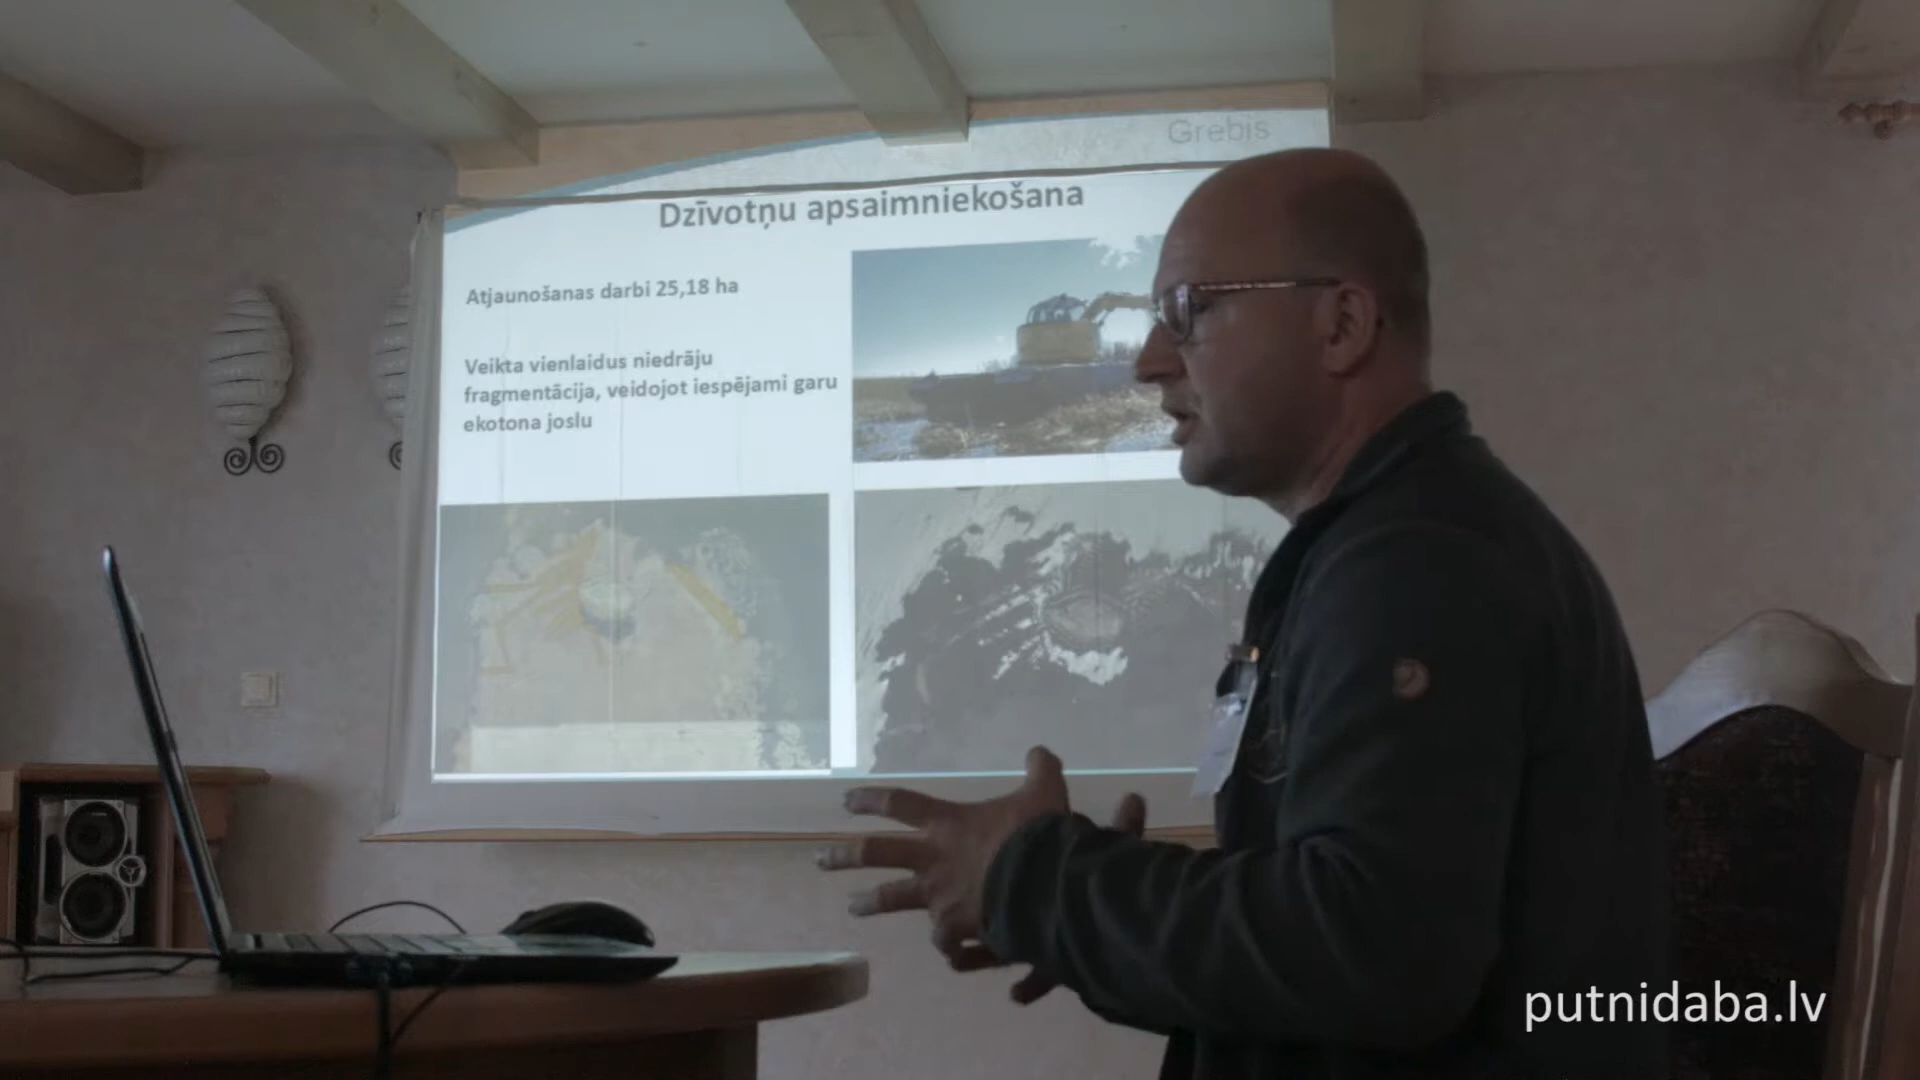 Grebis
Dzīvotņu apsaimniekošana
Atjaunošanas darbi 25,18 ha
Veikta vienlaidus niedrāju
fragmentācija, veidojot iespējami garu
ekotona joslu
putnidaba.lv